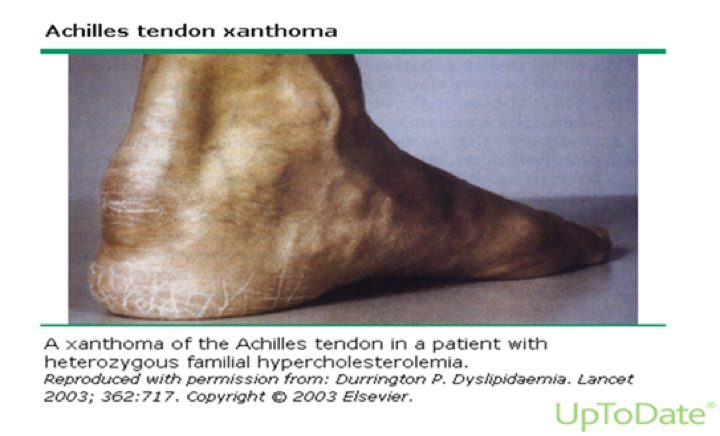 Achilles tendon xanthoma
A xanthoma of the Achilles tendon in a patient with
heterozygous familial hypercholesterolemia.
Reproduced with permission from: Durrington P. Dyslipidaemia. Lancet
2003; 362:717. Copyright © 2003 Elsevier.
UpToDate®